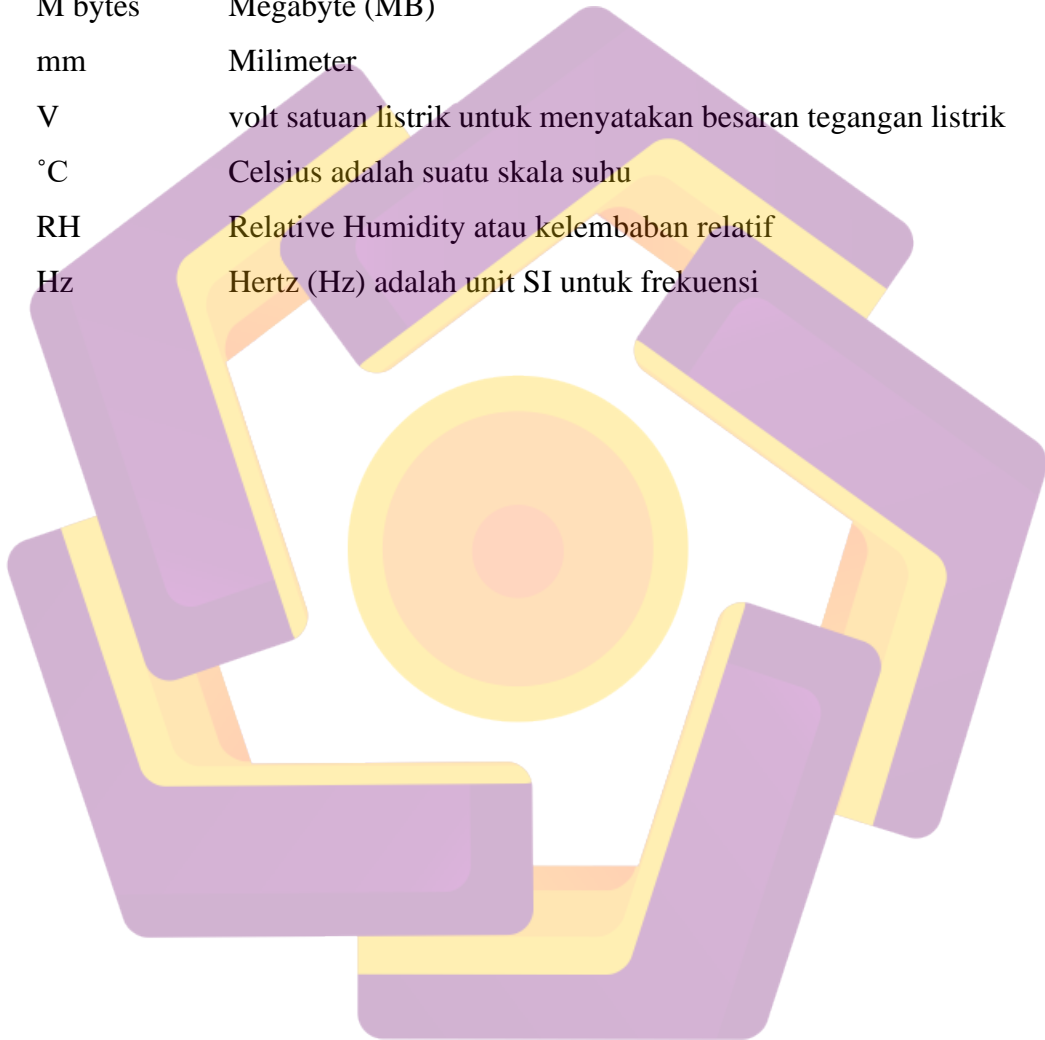 M bytes Megabyte (MB)
mm Milimeter
V volt satuan listrik untuk menyatakan besaran tegangan listrik
˚C Celsius adalah suatu skala suhu
RH Relative Humidity atau kelembaban relatif
Hz Hertz (Hz) adalah unit SI untuk frekuensi